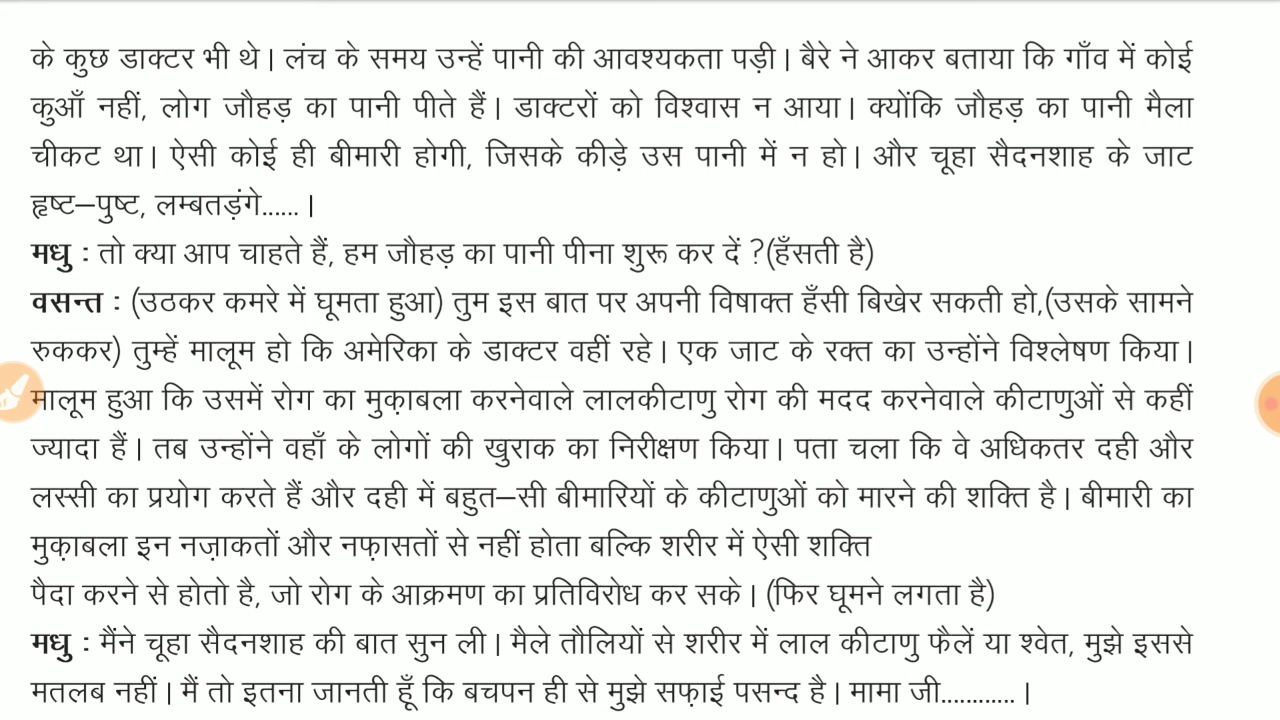 के कुछ डाक्टर भी थे। लंच के समय उन्हें पानी की आवश्यकता पड़ी। बैरे ने आकर बताया कि गाँव में कोई
कुआँ नहीं, लोग जौहड़ का पानी पीते हैं। डाक्टरों को विश्वास न आया। क्योंकि जौहड़ का पानी मैला
चीकट था। ऐसी कोई ही बीमारी होगी, जिसके कीड़े उस पानी में न हो। और चूहा सैदनशाह के जाट
हृष्ट–पुष्ट, लम्बतड़ंगे...... ।
मधु : तो क्या आप चाहते हैं, हम जौहड़ का पानी पीना शुरू कर दें ?(हँसती है)
वसन्त : (उठकर कमरे में घूमता हुआ) तुम इस बात पर अपनी विषाक्त हँसी बिखेर सकती हो,(उसके सामने
रुककर) तुम्हें मालूम हो कि अमेरिका के डाक्टर वहीं रहे। एक जाट के रक्त का उन्होंने विश्लेषण किया।
मालूम हुआ कि उसमें रोग का मुक़ाबला करनेवाले लालकीटाणु रोग की मदद करनेवाले कीटाणुओं से कहीं
ज्यादा हैं। तब उन्होंने वहाँ के लोगों की खुराक का निरीक्षण किया। पता चला कि वे अधिकतर दही और
लस्सी का प्रयोग करते हैं और दही में बहुत–सी बीमारियों के कीटाणुओं को मारने की शक्ति है। बीमारी का
मुक़ाबला इन नज़ाकतों और नफ़ासतों से नहीं होता बल्कि शरीर में ऐसी शक्ति
पैदा करने से होतो है, जो रोग के आक्रमण का प्रतिविरोध कर सके। (फिर घूमने लगता है)
मधु : मैंने चूहा सैदनशाह की बात सुन ली। मैले तौलियों से शरीर में लाल कीटाणु फैलें या श्वेत, मुझे इससे
मतलब नहीं। मैं तो इतना जानती हूँ कि बचपन ही से मुझे सफ़ाई पसन्द है। मामा जी............ ।